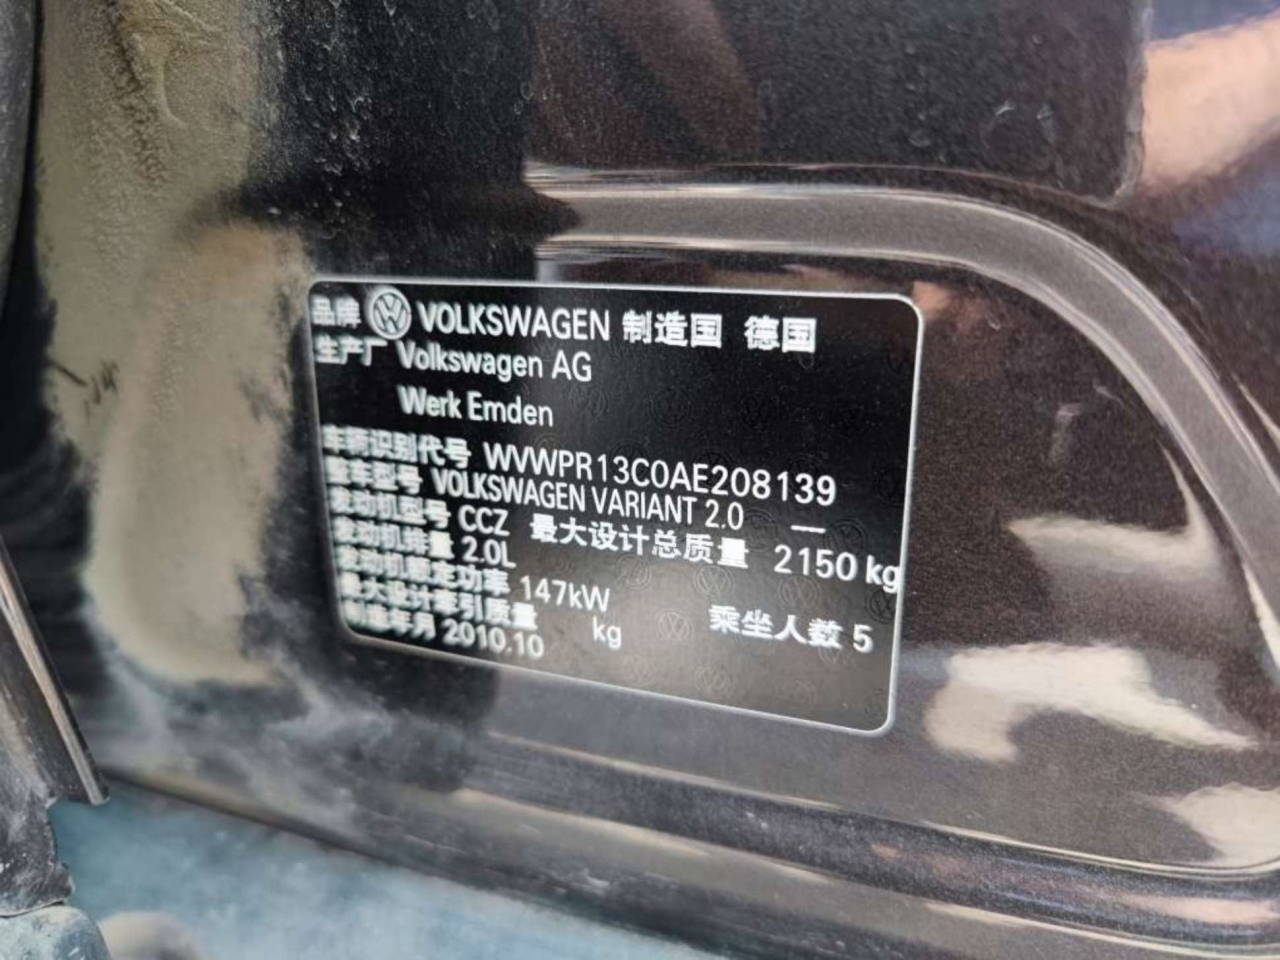 品牌 VOLKSWAGEN 制造国 德国
生产厂 Volkswagen AG
Werk Emden
车辆识别代号 WVWPR13C0AE208139
整车型号 VOLKSWAGEN VARIANT 2.0 —
发动机型号 CCZ 最大设计总质量 2150 kg
发动机排量 2.0L
发动机额定功率 147kW
最大设计牵引质量 kg 乘坐人数 5
制造年月 2010.10